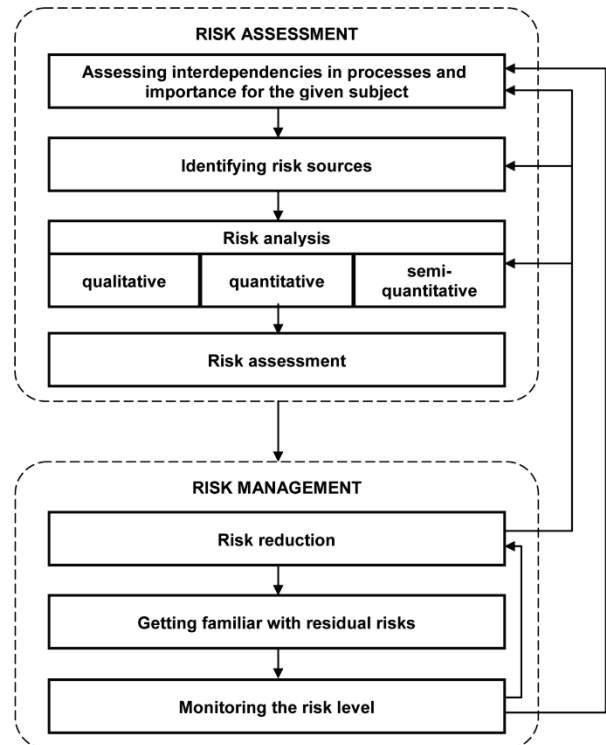 RISK ASSESSMENT
Assessing interdependencies in processes and
importance for the given subject
Identifying risk sources
Risk analysis
qualitative
quantitative
semi-
quantitative
Risk assessment
RISK MANAGEMENT
Risk reduction
Getting familiar with residual risks
Monitoring the risk level